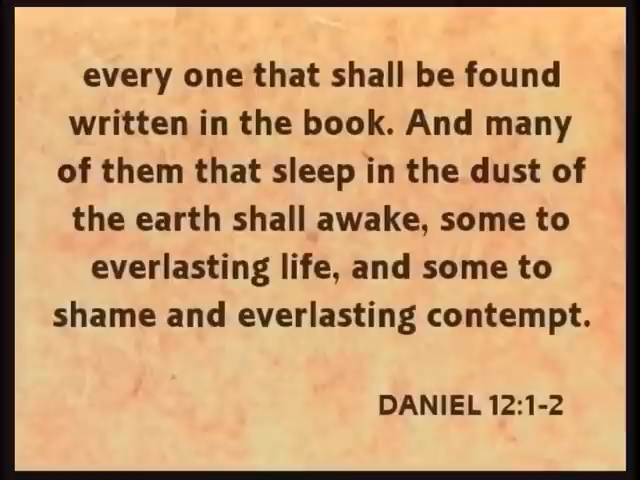 every one that shall be found
written in the book. And many
of them that sleep in the dust of
the earth shall awake, some to
everlasting life, and some to
shame and everlasting contempt.
DANIEL 12:1-2